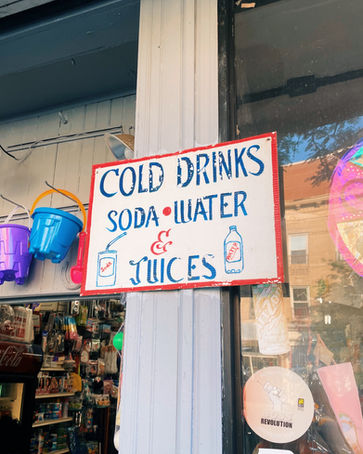 COLD DRINKS
SODA • WATER
&
JUICES
REVOLUTION